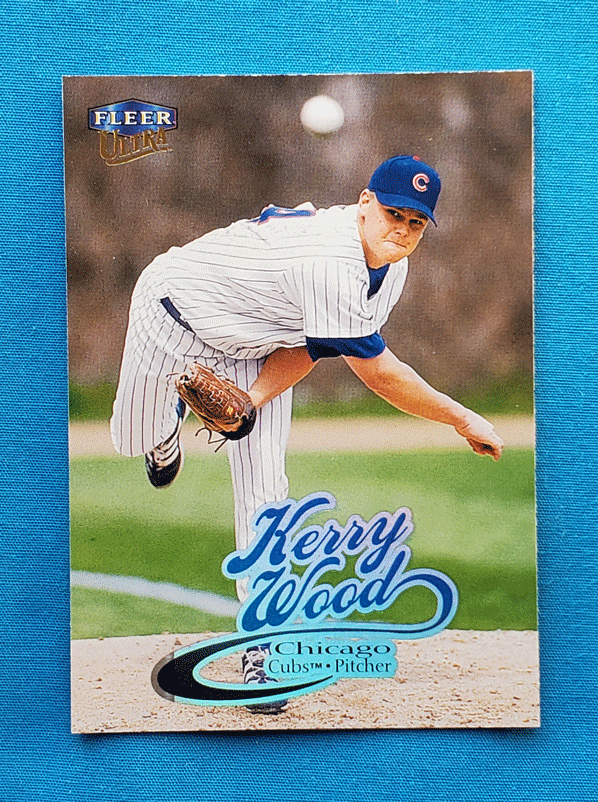 FLEER
ULTRA
C
Kerry
Wood
Chicago
Cubs™ • Pitcher